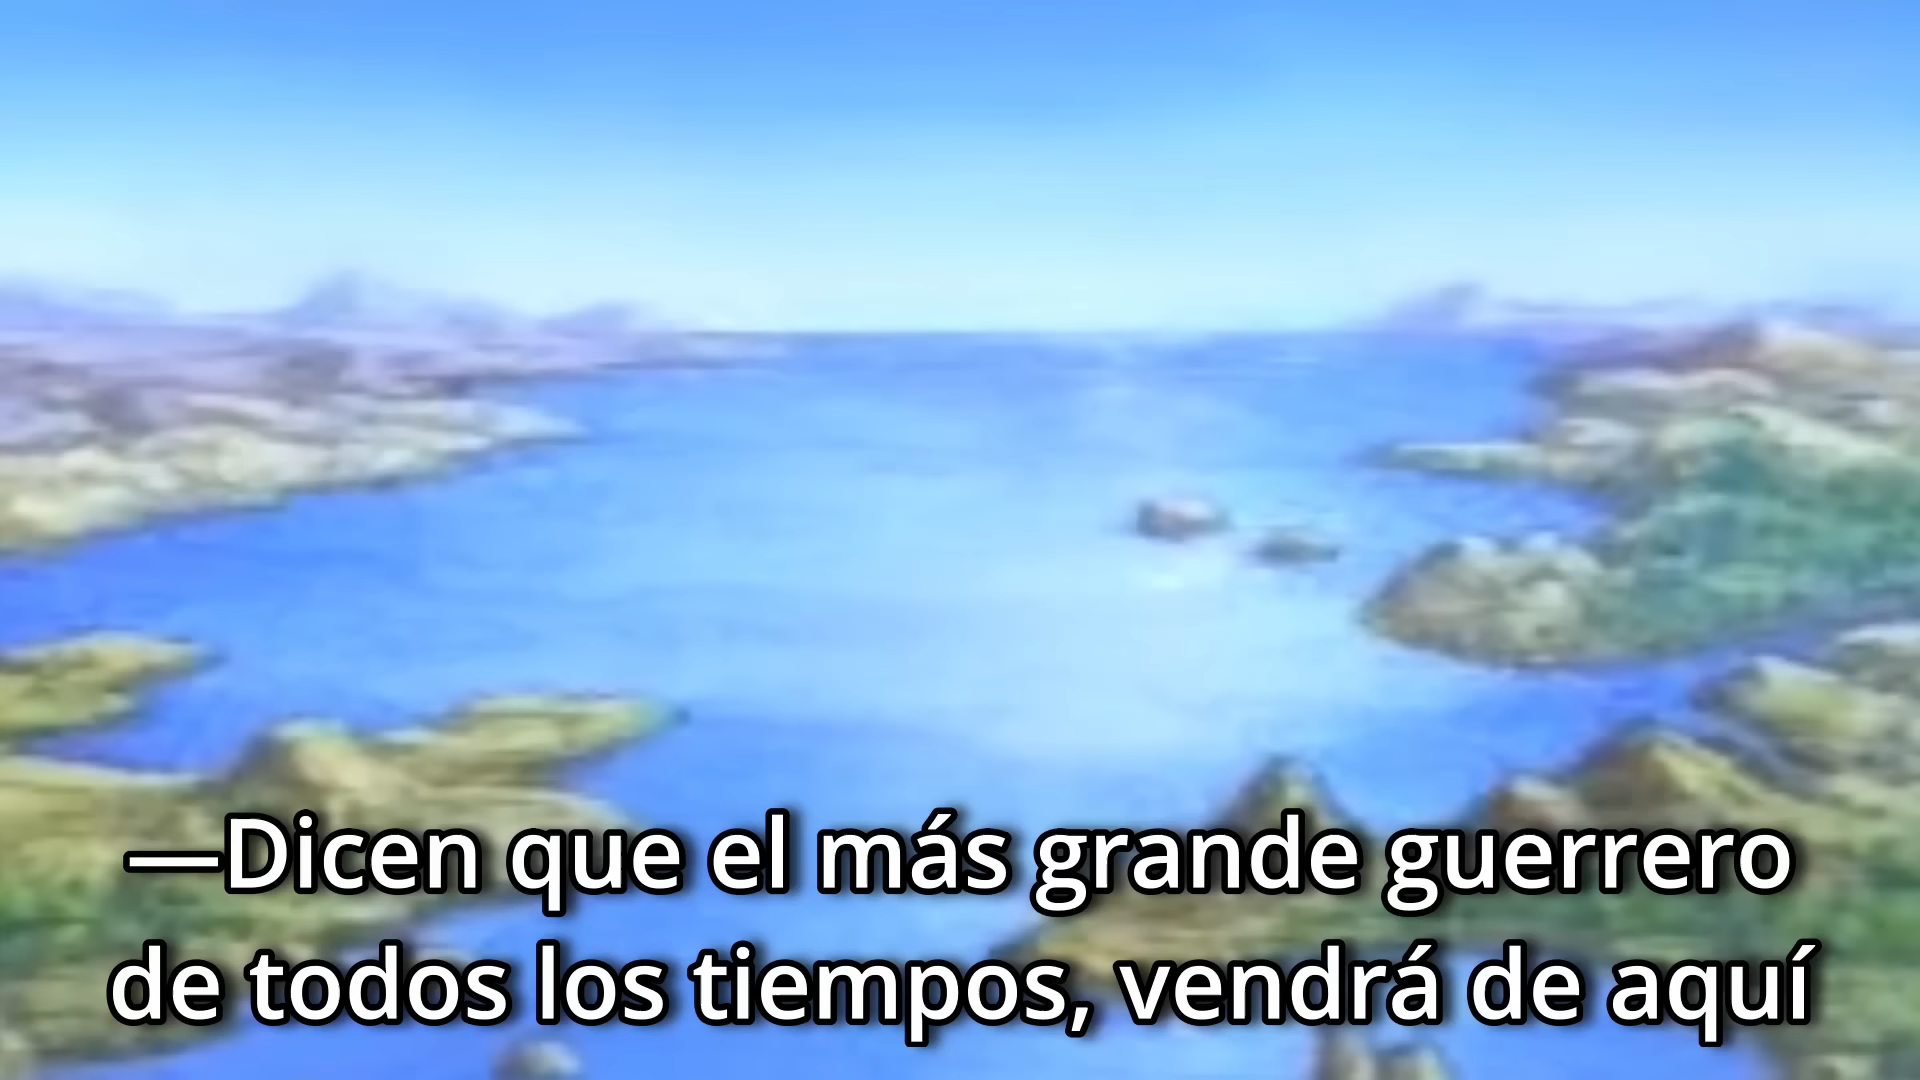 —Dicen que el más grande guerrero
de todos los tiempos, vendrá de aquí